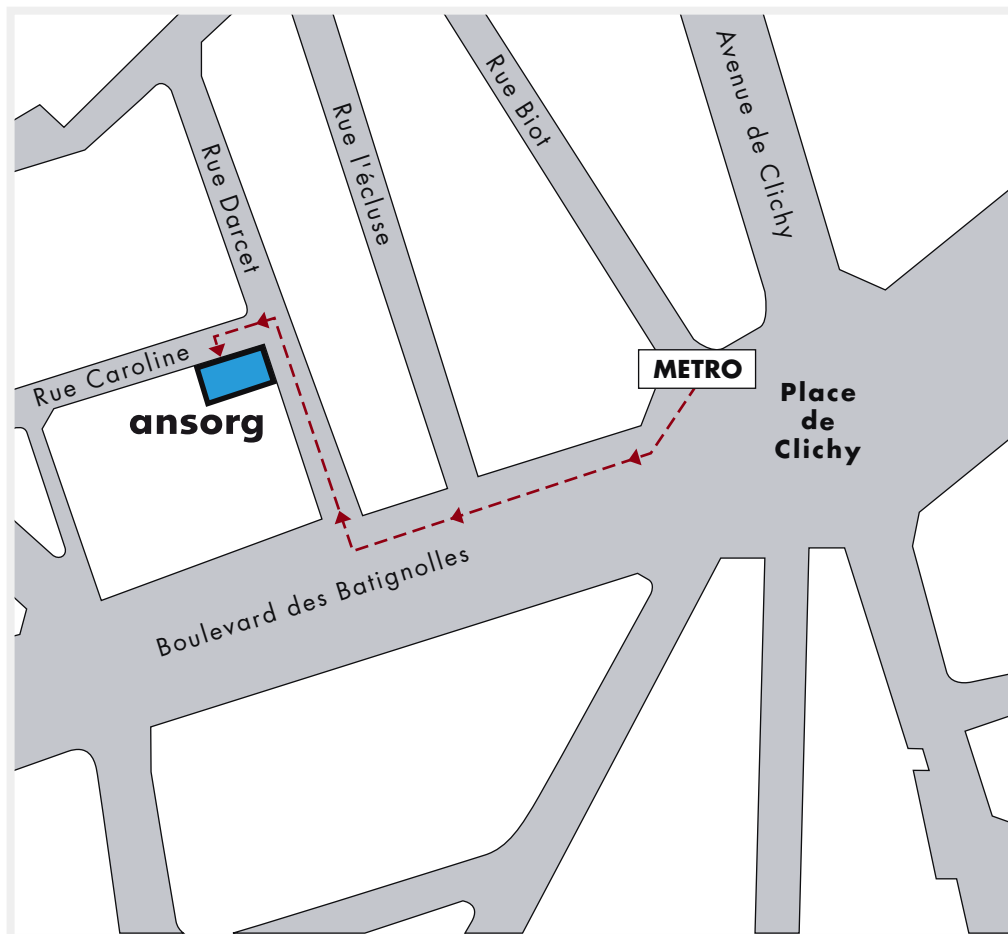 Rue Darcet
Rue l'écluse
Rue Biot
Avenue de Clichy
Rue Caroline
ansorg
METRO
Place
de
Clichy
Boulevard des Batignolles